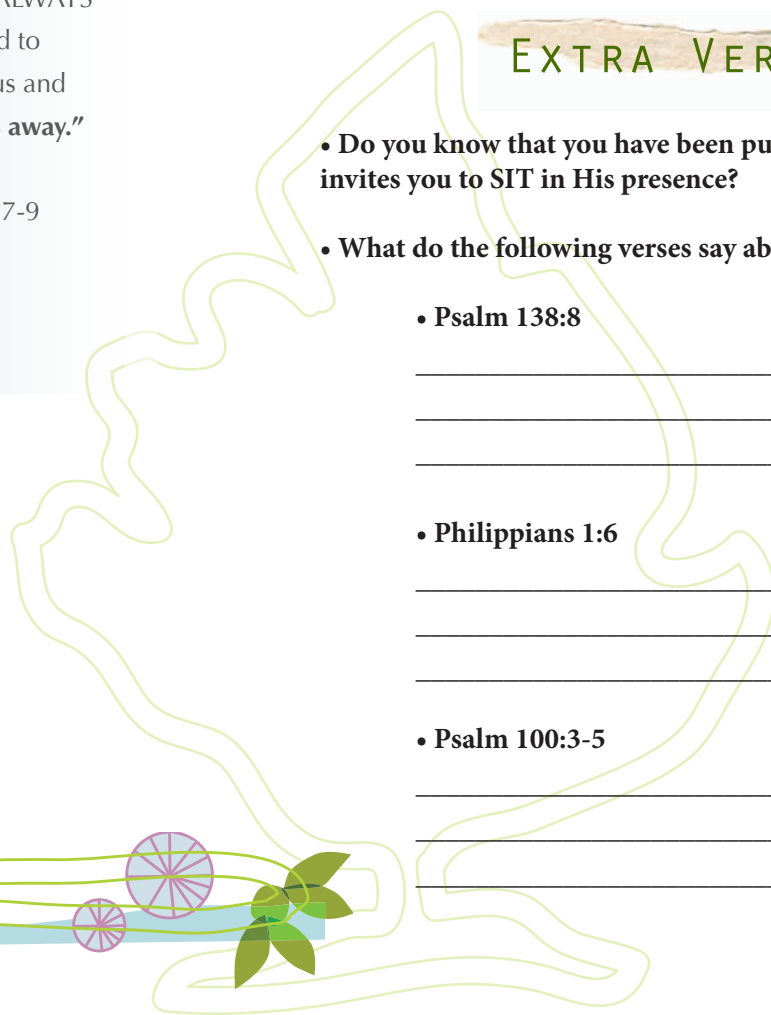 ALWAYS
d to
us and
away."
7-9
EXTRA VER
• Do you know that you have been pu
invites you to SIT in His presence?
• What do the following verses say ab
• Psalm 138:8
• Philippians 1:6
• Psalm 100:3-5